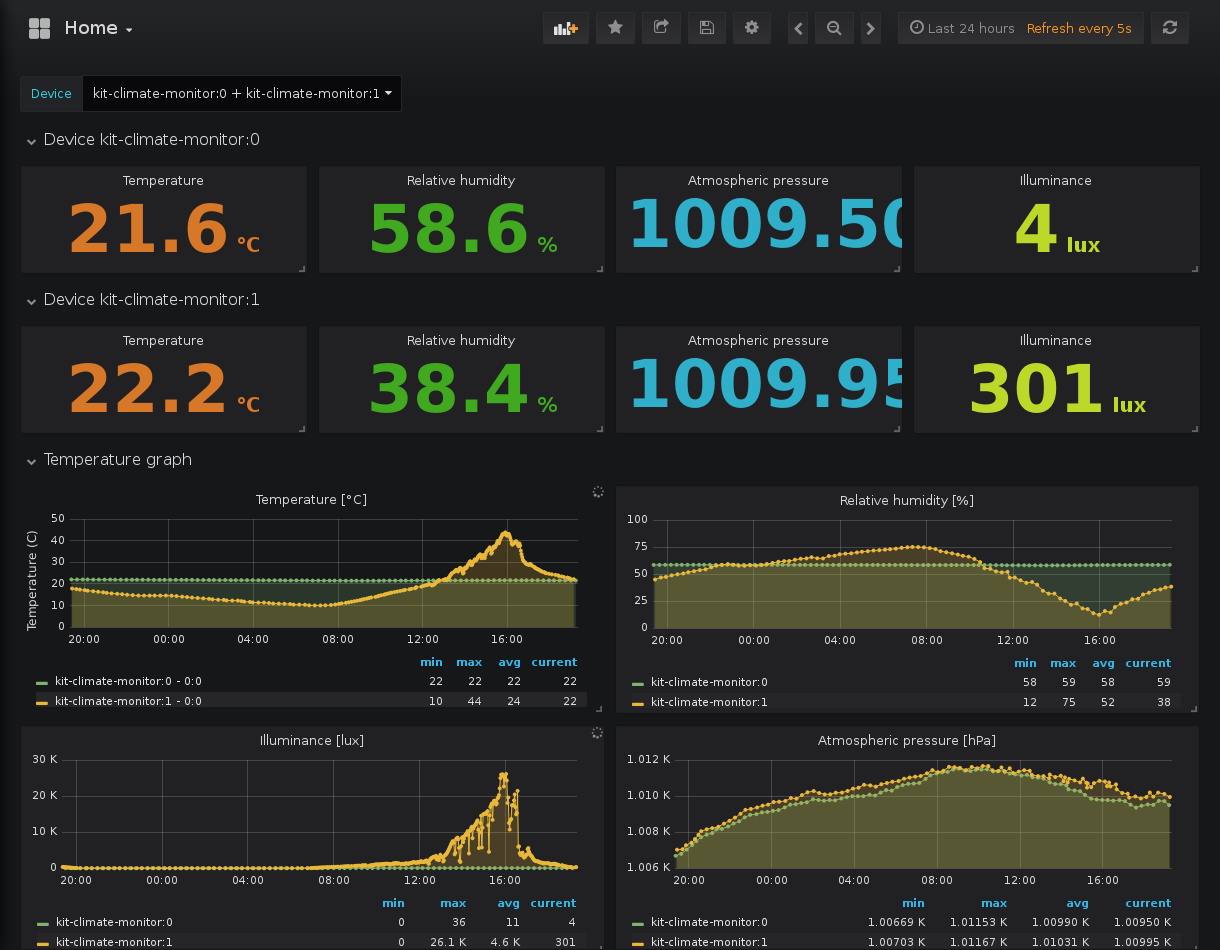 Home
Last 24 hours Refresh every 5s
Device kit-climate-monitor:0 + kit-climate-monitor:1
Device kit-climate-monitor:0
Temperature Relative humidity Atmospheric pressure Illuminance
21.6 °C 58.6 % 1009.50 4 lux
Device kit-climate-monitor:1
Temperature Relative humidity Atmospheric pressure Illuminance
22.2 °C 38.4 % 1009.95 301 lux
Temperature graph
Temperature [°C]
Temperature (C)
50
40
30
20
10
0
20:00 00:00 04:00 08:00 12:00 16:00
min max avg current
kit-climate-monitor:0 - 0:0 22 22 22 22
kit-climate-monitor:1 - 0:0 10 44 24 22
Relative humidity [%]
100
75
50
25
0
20:00 00:00 04:00 08:00 12:00 16:00
min max avg current
kit-climate-monitor:0 58 59 58 59
kit-climate-monitor:1 12 75 52 38
Illuminance [lux]
30 K
20 K
10 K
0
20:00 00:00 04:00 08:00 12:00 16:00
min max avg current
kit-climate-monitor:0 0 36 11 4
kit-climate-monitor:1 0 26.1 K 4.6 K 301
Atmospheric pressure [hPa]
1.012 K
1.010 K
1.008 K
1.006 K
20:00 00:00 04:00 08:00 12:00 16:00
min max avg current
kit-climate-monitor:0 1.00669 K 1.01153 K 1.00990 K 1.00950 K
kit-climate-monitor:1 1.00703 K 1.01167 K 1.01031 K 1.00995 K